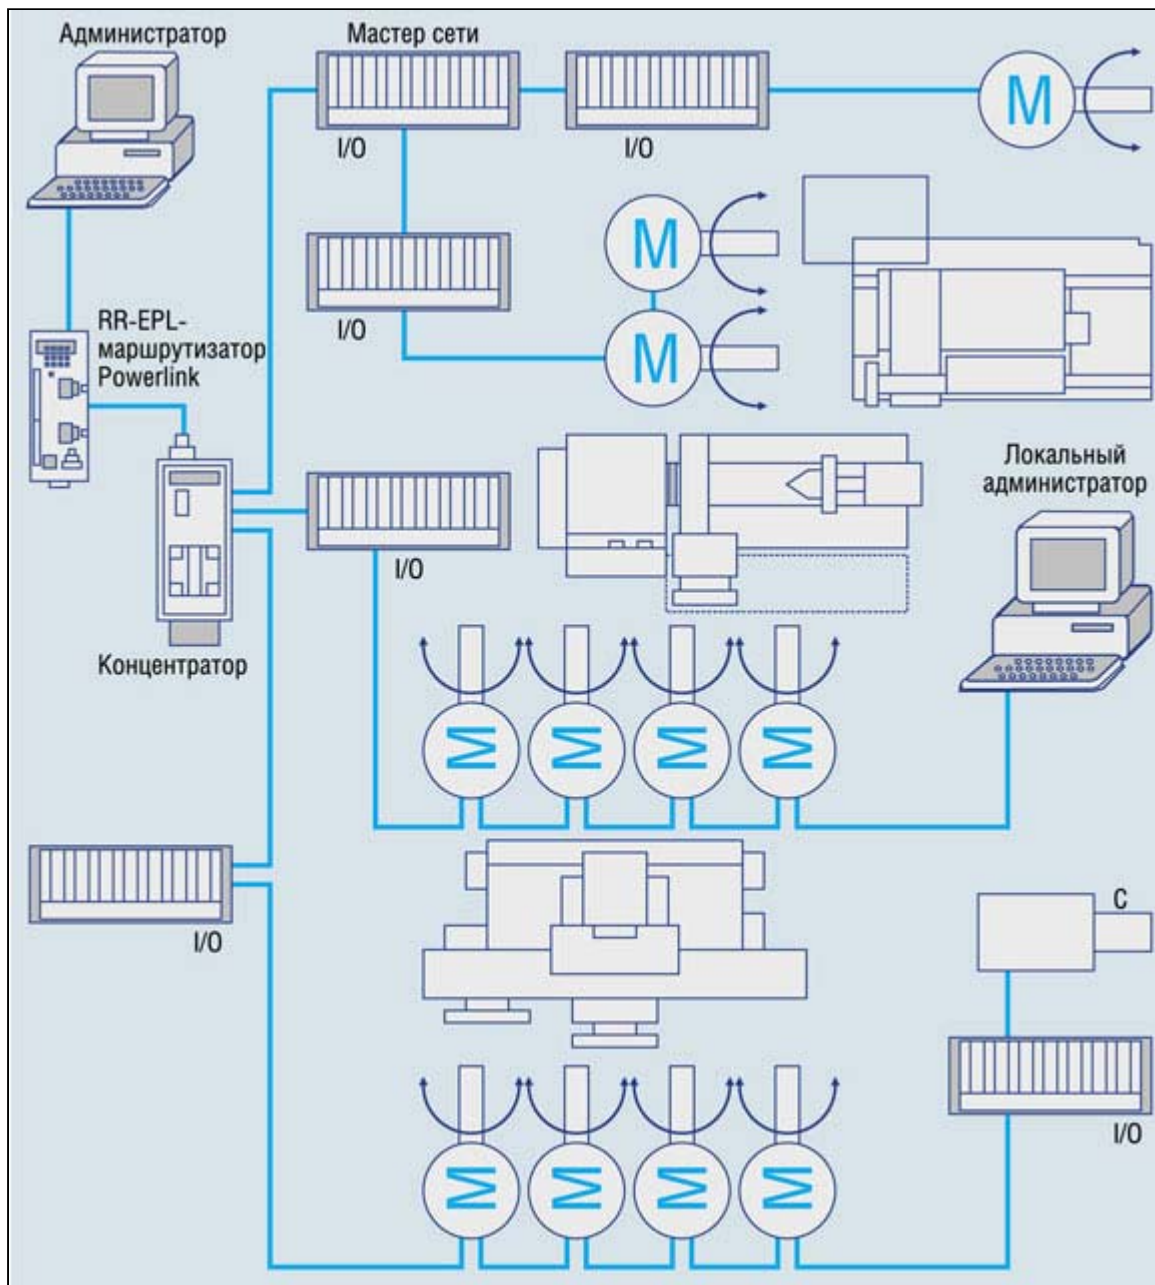 Администратор
Мастер сети
I/O
I/O
M
I/O
M
M
RR-EPL-
маршрутизатор
Powerlink
Концентратор
I/O
Локальный
администратор
M
M
M
M
I/O
C
I/O
M
M
M
M